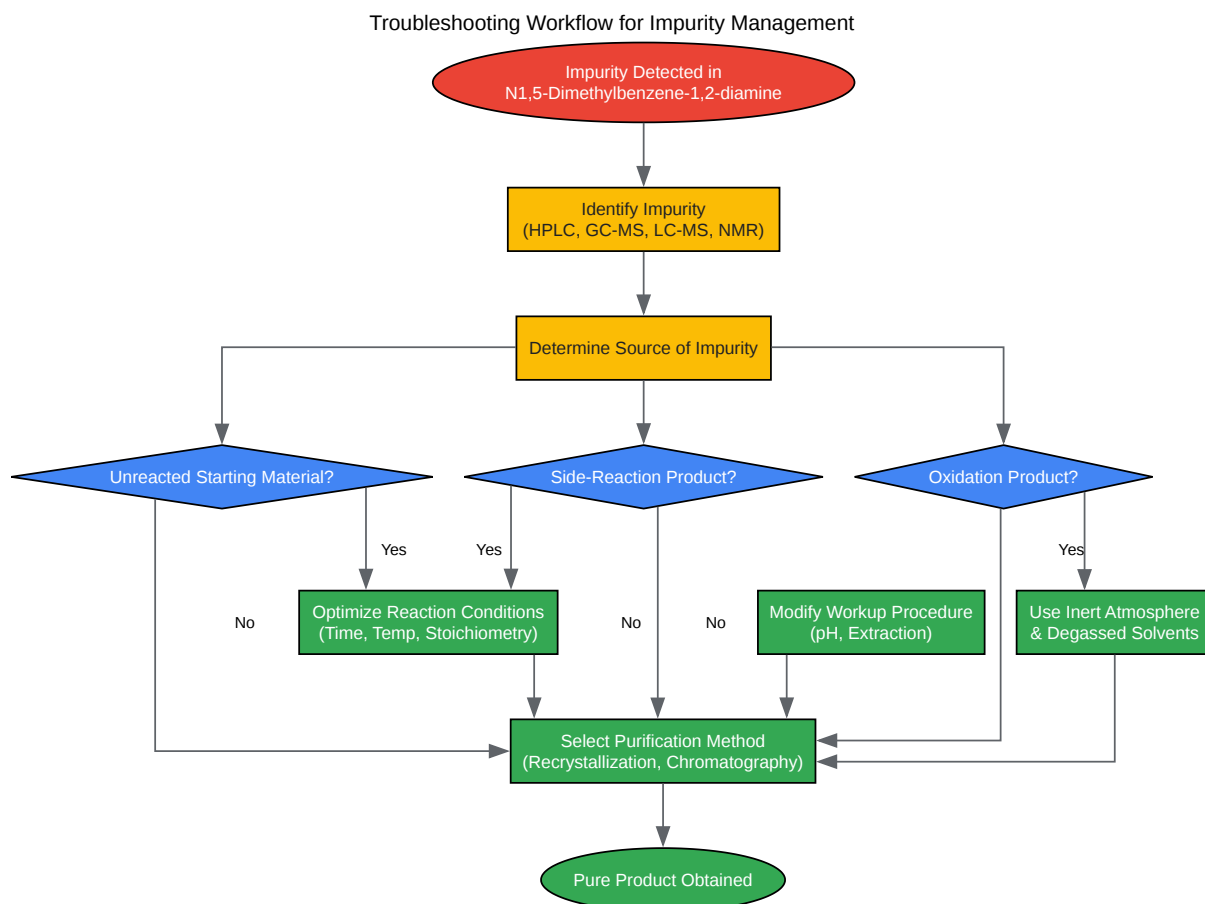 Troubleshooting Workflow for Impurity Management
Impurity Detected in
N1,5-Dimethylbenzene-1,2-diamine
Identify Impurity
(HPLC, GC-MS, LC-MS, NMR)
Determine Source of Impurity
Unreacted Starting Material?
Side-Reaction Product?
Oxidation Product?
Yes
Yes
Yes
Optimize Reaction Conditions
(Time, Temp, Stoichiometry)
Modify Workup Procedure
(pH, Extraction)
Use Inert Atmosphere
& Degassed Solvents
No
No
No
Select Purification Method
(Recrystallization, Chromatography)
Pure Product Obtained